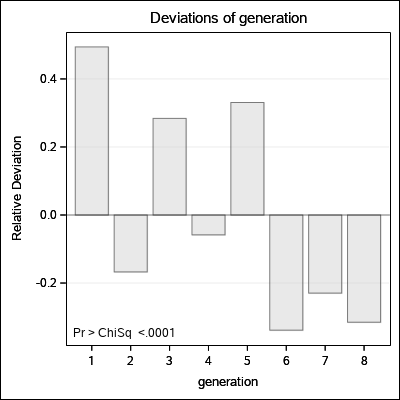 Deviations of generation
Relative Deviation
0.4
0.2
0.0
-0.2
Pr > ChiSq <.0001
1 2 3 4 5 6 7 8
generation